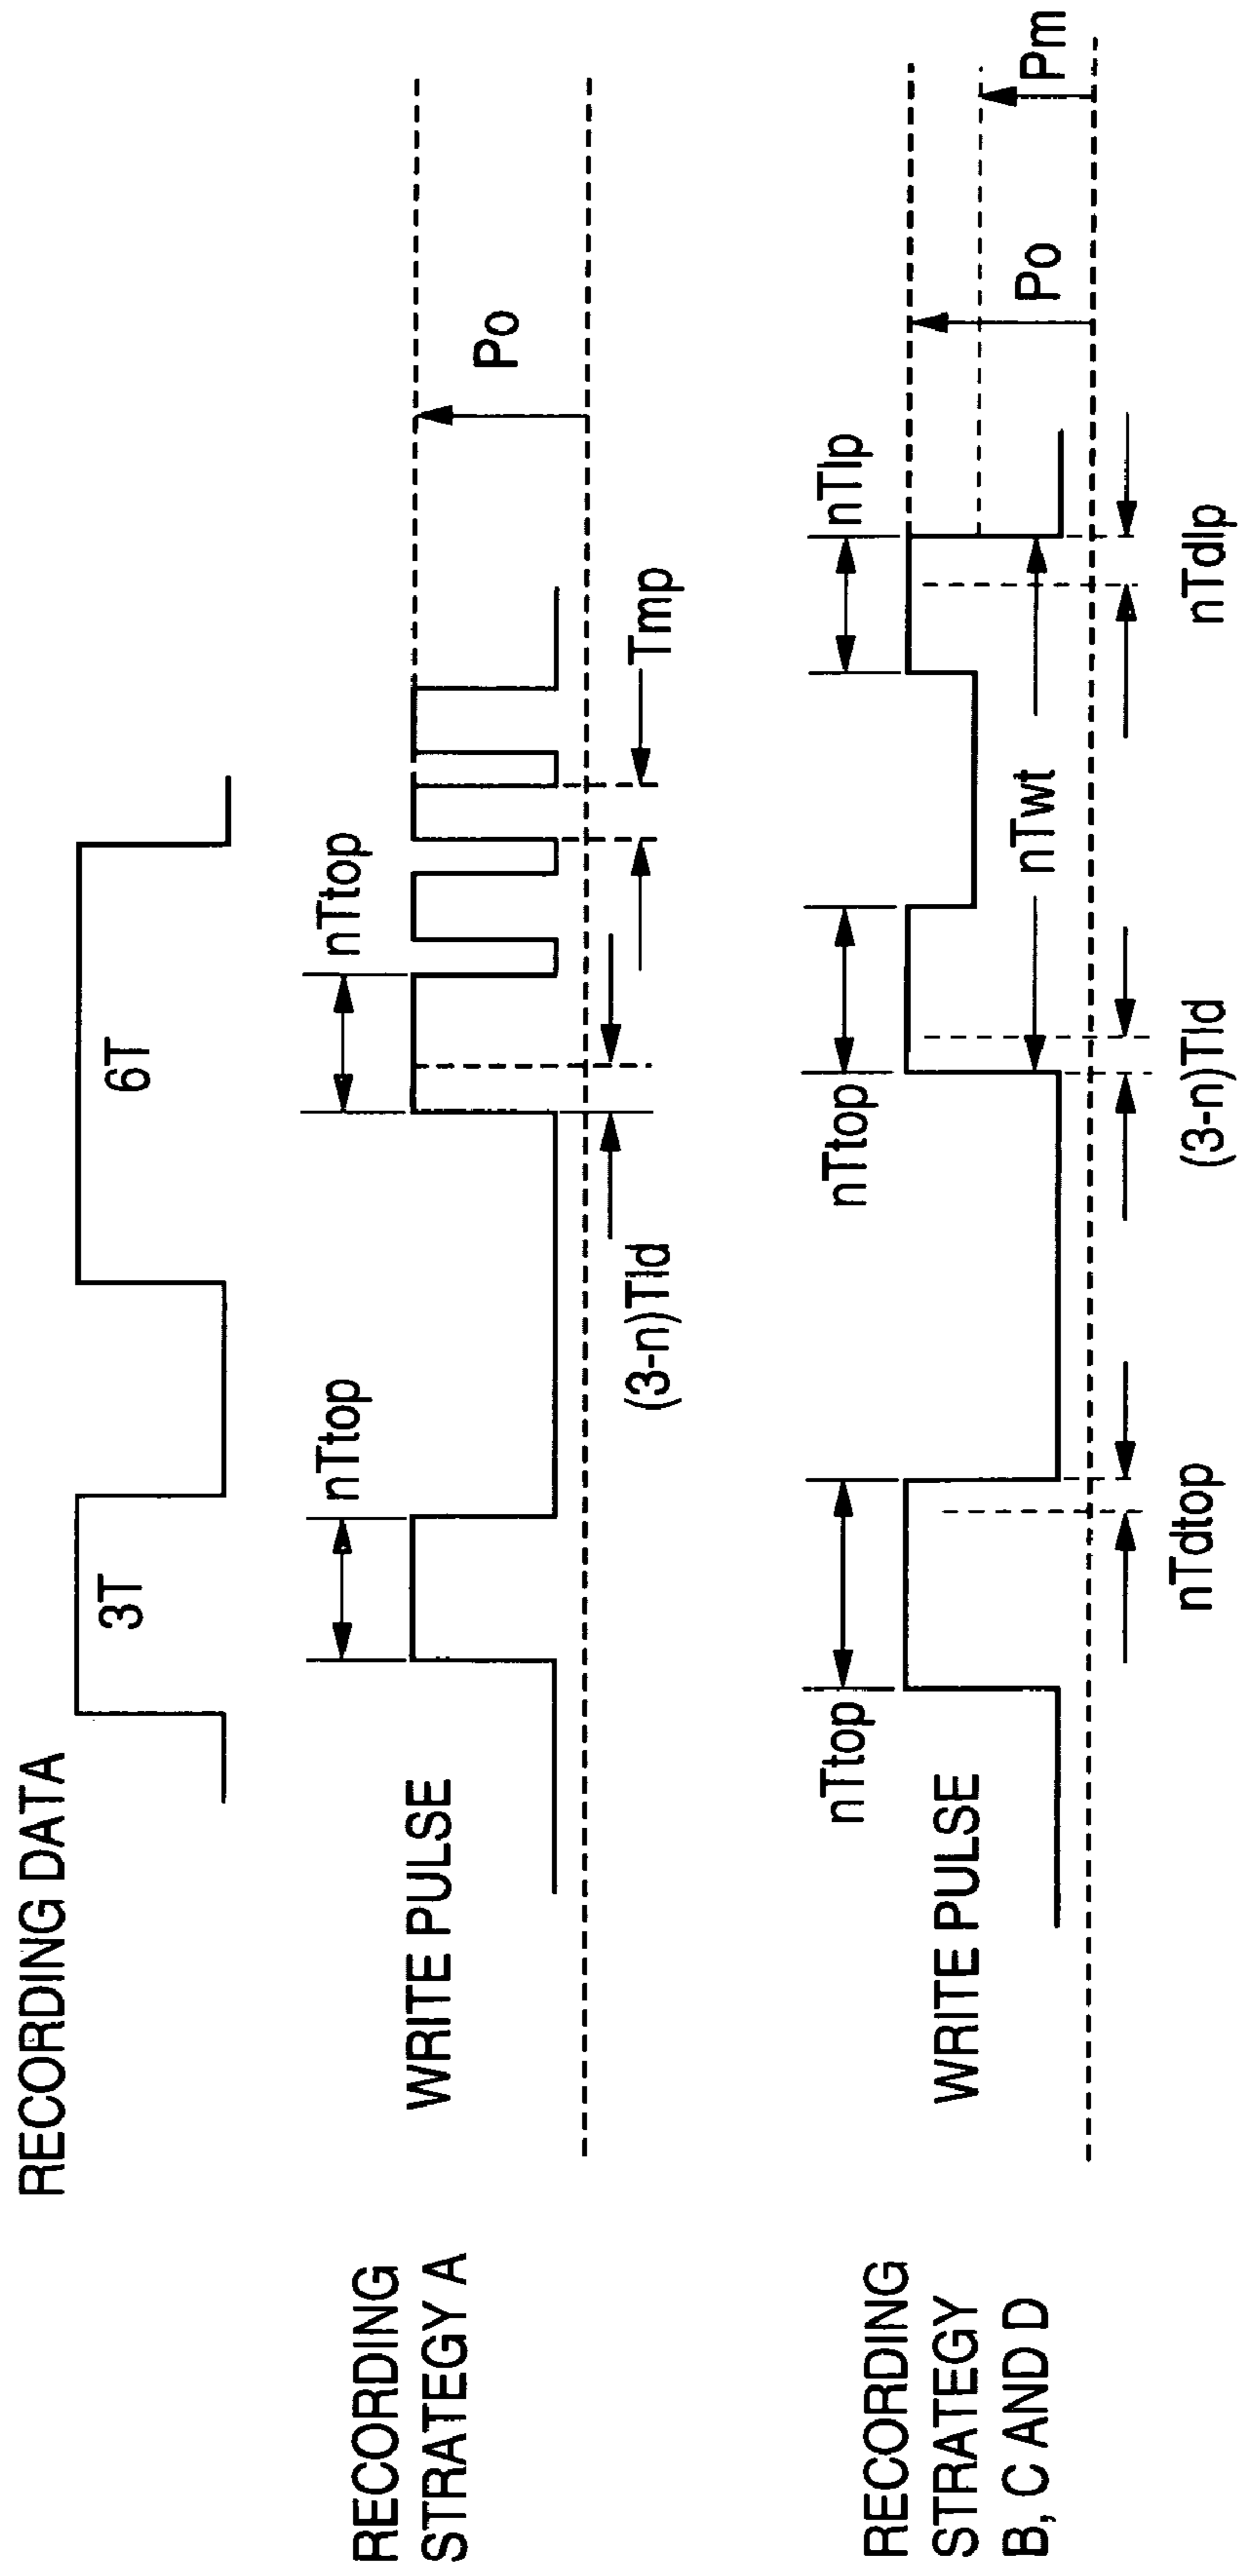 RECORDING DATA
3T
6T
RECORDING
STRATEGY A
WRITE PULSE
nTtop
nTtop
(3-n)Tld
Tmp
Po
RECORDING
STRATEGY
B, C AND D
WRITE PULSE
nTtop
nTdtop
nTtop
(3-n)Tld
nTwt
nTlp
nTdlp
Po
Pm